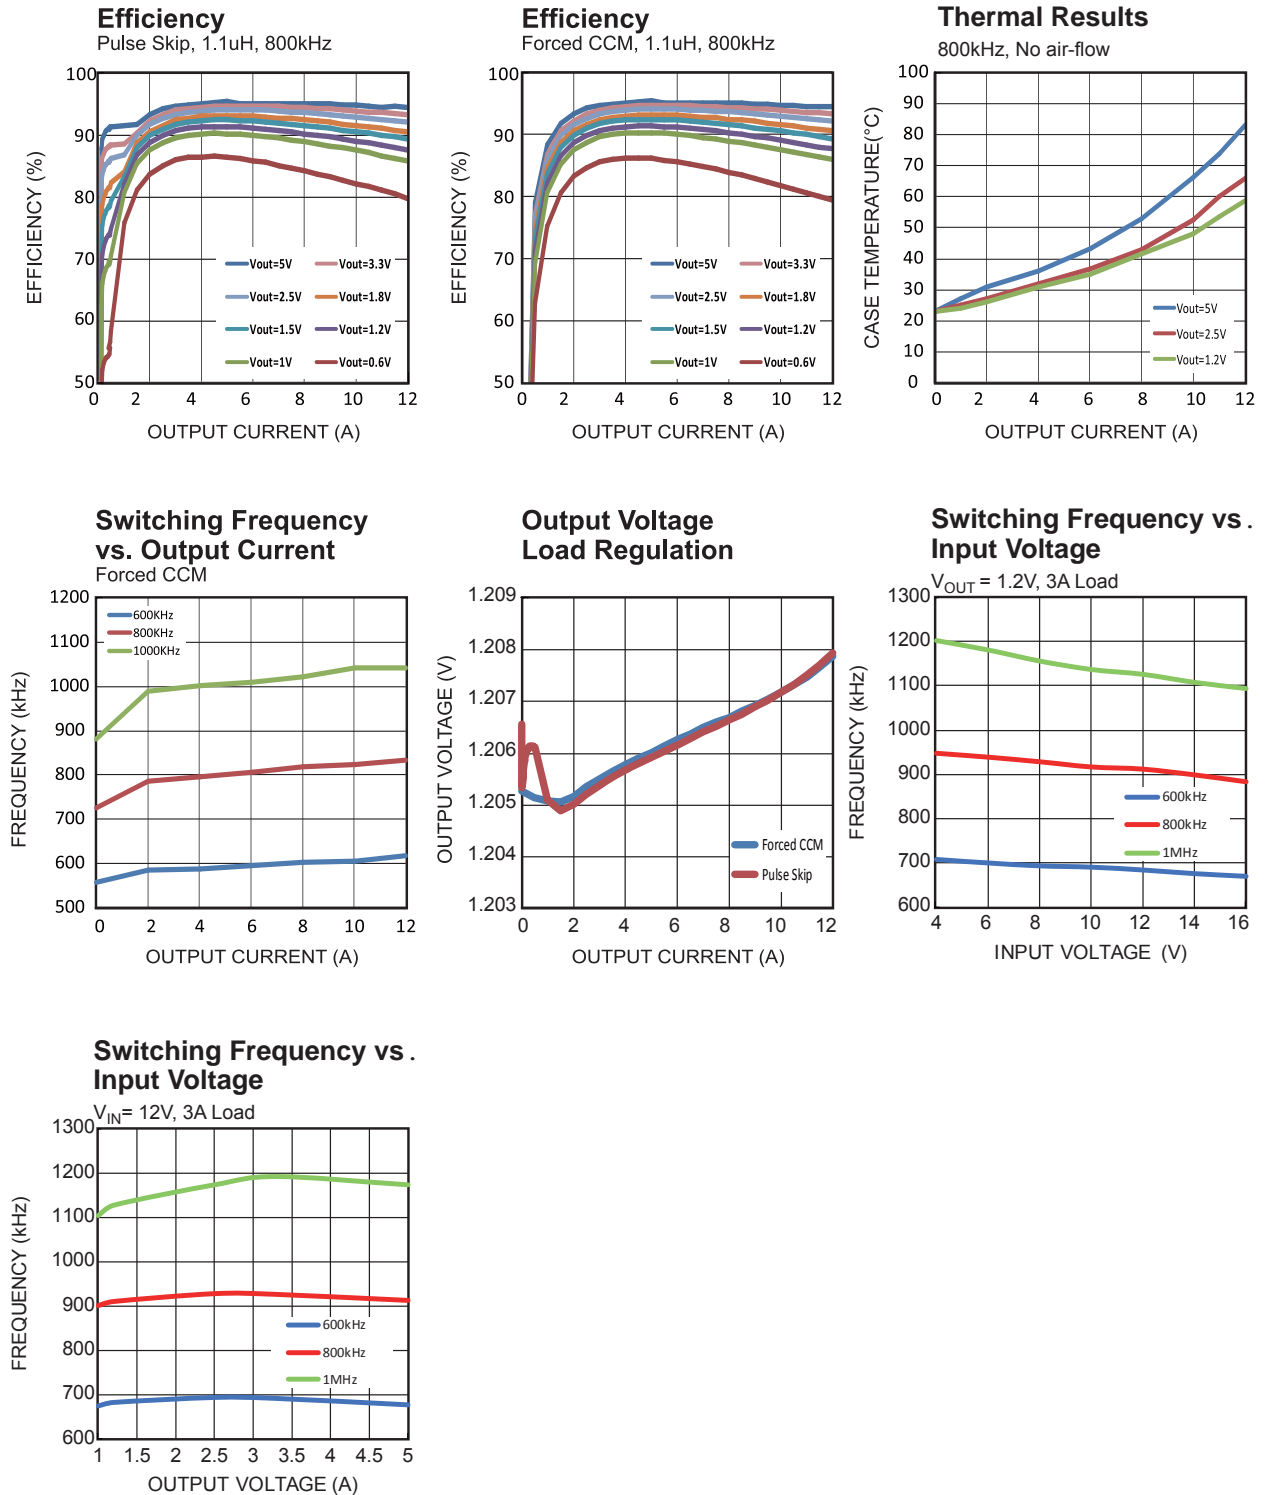 Efficiency
Pulse Skip, 1.1uH, 800kHz
EFFICIENCY (%)
100
90
80
70
60
50
Vout=5V Vout=3.3V
Vout=2.5V Vout=1.8V
Vout=1.5V Vout=1.2V
Vout=1V Vout=0.6V
0 2 4 6 8 10 12
OUTPUT CURRENT (A)
Efficiency
Forced CCM, 1.1uH, 800kHz
EFFICIENCY (%)
100
90
80
70
60
50
Vout=5V Vout=3.3V
Vout=2.5V Vout=1.8V
Vout=1.5V Vout=1.2V
Vout=1V Vout=0.6V
0 2 4 6 8 10 12
OUTPUT CURRENT (A)
Thermal Results
800kHz, No air-flow
CASE TEMPERATURE(°C)
100
90
80
70
60
50
40
30
20
10
0
Vout=5V
Vout=2.5V
Vout=1.2V
0 2 4 6 8 10 12
OUTPUT CURRENT (A)
Switching Frequency
vs. Output Current
Forced CCM
FREQUENCY (kHz)
1200
1100
1000
900
800
700
600
500
600KHz
800KHz
1000KHz
0 2 4 6 8 10 12
OUTPUT CURRENT (A)
Output Voltage
Load Regulation
OUTPUT VOLTAGE (V)
1.209
1.208
1.207
1.206
1.205
1.204
1.203
Forced CCM
Pulse Skip
0 2 4 6 8 10 12
OUTPUT CURRENT (A)
Switching Frequency vs .
Input Voltage
VOUT = 1.2V, 3A Load
FREQUENCY (kHz)
1300
1200
1100
1000
900
800
700
600
600kHz
800kHz
1MHz
4 6 8 10 12 14 16
INPUT VOLTAGE (V)
Switching Frequency vs .
Input Voltage
VIN= 12V, 3A Load
FREQUENCY (kHz)
1300
1200
1100
1000
900
800
700
600
600kHz
800kHz
1MHz
1 1.5 2 2.5 3 3.5 4 4.5 5
OUTPUT VOLTAGE (A)